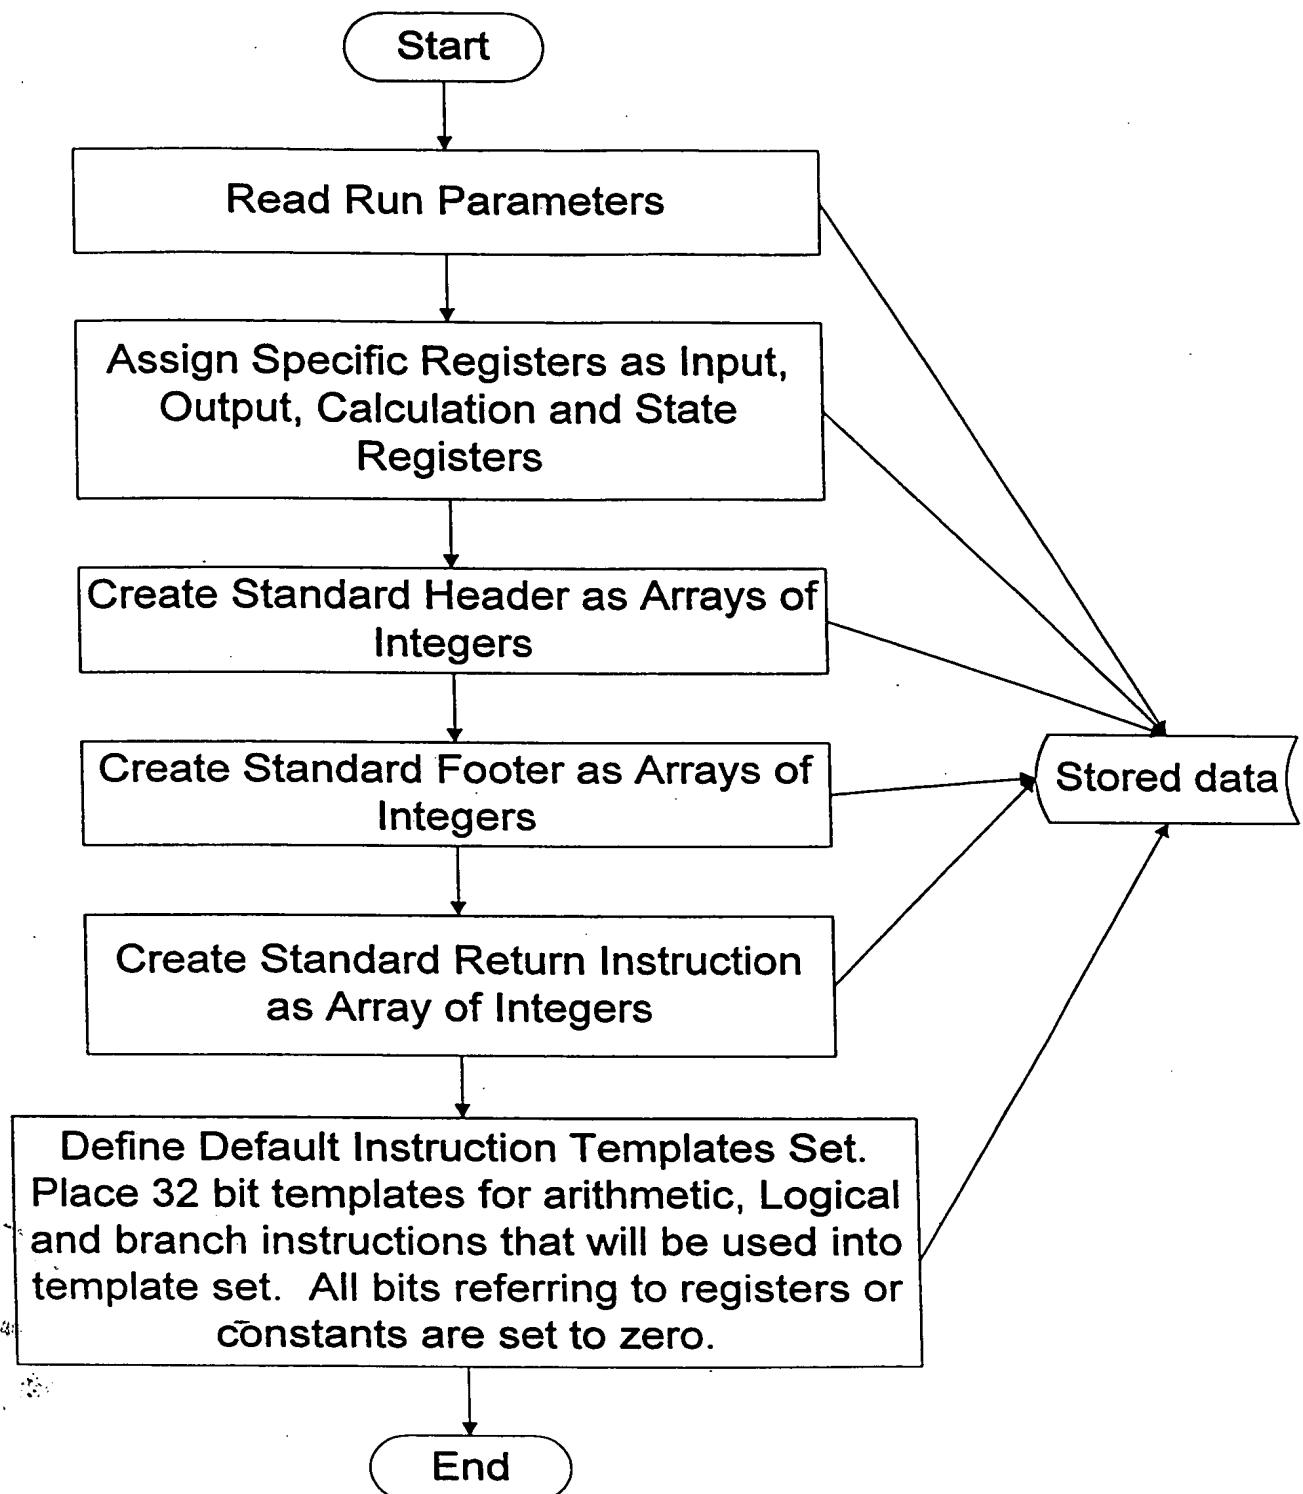 Start
Read Run Parameters
Assign Specific Registers as Input,
Output, Calculation and State
Registers
Create Standard Header as Arrays of
Integers
Create Standard Footer as Arrays of
Integers
Stored data
Create Standard Return Instruction
as Array of Integers
Define Default Instruction Templates Set.
Place 32 bit templates for arithmetic, Logical
and branch instructions that will be used into
template set.  All bits referring to registers or
constants are set to zero.
End